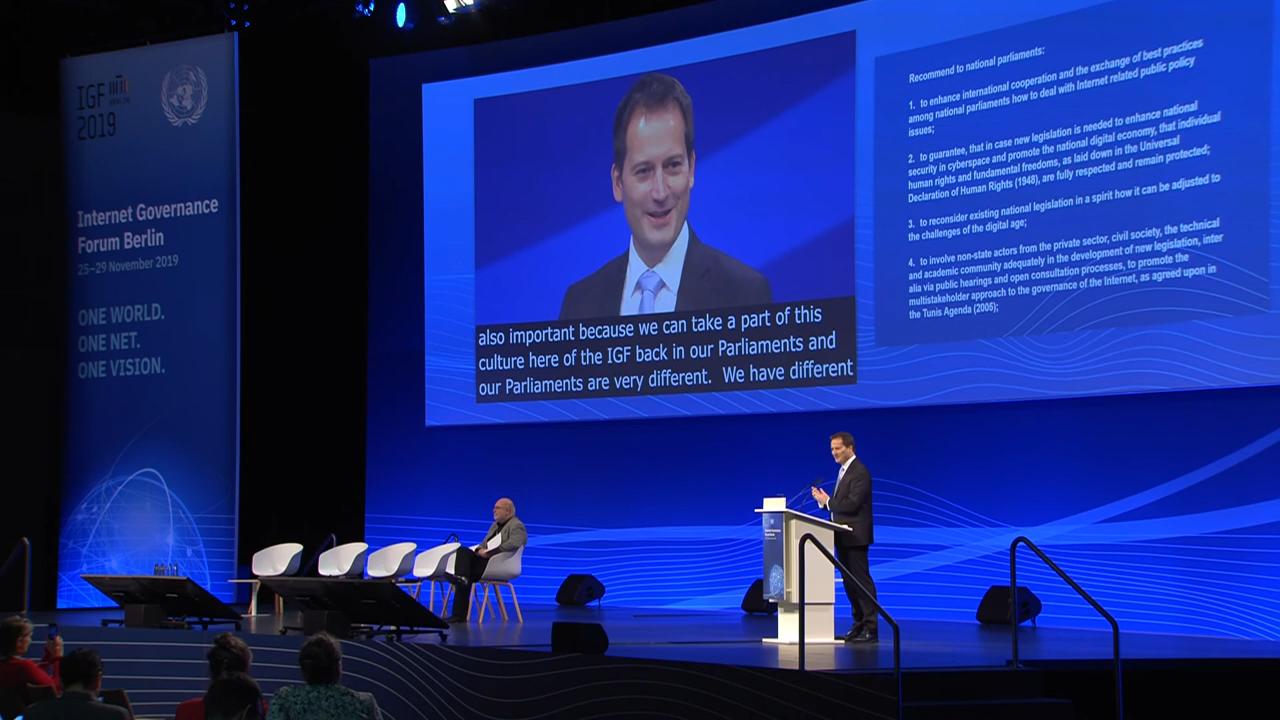 IGF
2019
Internet Governance
Forum Berlin
25–29 November 2019
ONE WORLD.
ONE NET.
ONE VISION.
also important because we can take a part of this
culture here of the IGF back in our Parliaments and
our Parliaments are very different.  We have different
Recommend to national parliaments:
1. to enhance international cooperation and the exchange of best practices
among national parliaments how to deal with Internet related public policy
issues;
2. to guarantee, that in case new legislation is needed to enhance national
security in cyberspace and promote the national digital economy, that individual
human rights and fundamental freedoms, as laid down in the Universal
Declaration of Human Rights (1948), are fully respected and remain protected;
3. to reconsider existing national legislation in a spirit how it can be adjusted to
the challenges of the digital age;
4. to involve non-state actors from the private sector, civil society, the technical
and academic community adequately in the development of new legislation, inter
alia via public hearings and open consultation processes, to promote the
multistakeholder approach to the governance of the Internet, as agreed upon in
the Tunis Agenda (2005);